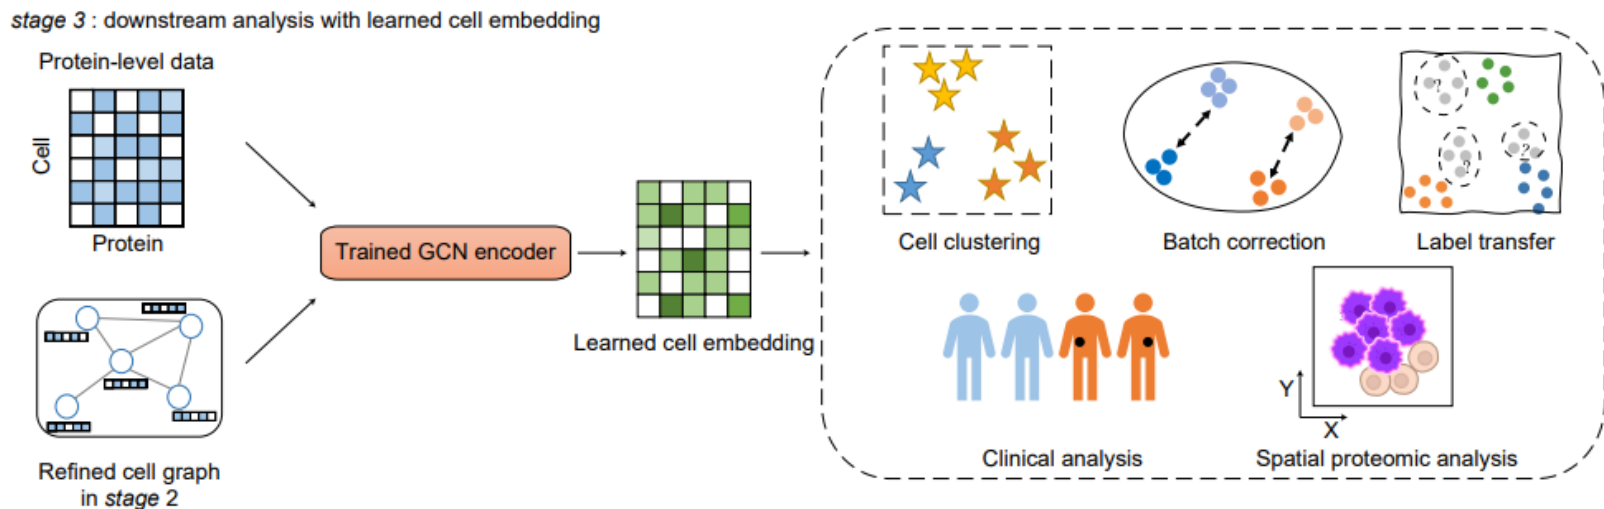 stage 3 : downstream analysis with learned cell embedding
Protein-level data
Cell
Protein
Refined cell graph
in stage 2
Trained GCN encoder
Learned cell embedding
Cell clustering
Batch correction
?
?
?
Label transfer
Clinical analysis
Y
X
Spatial proteomic analysis